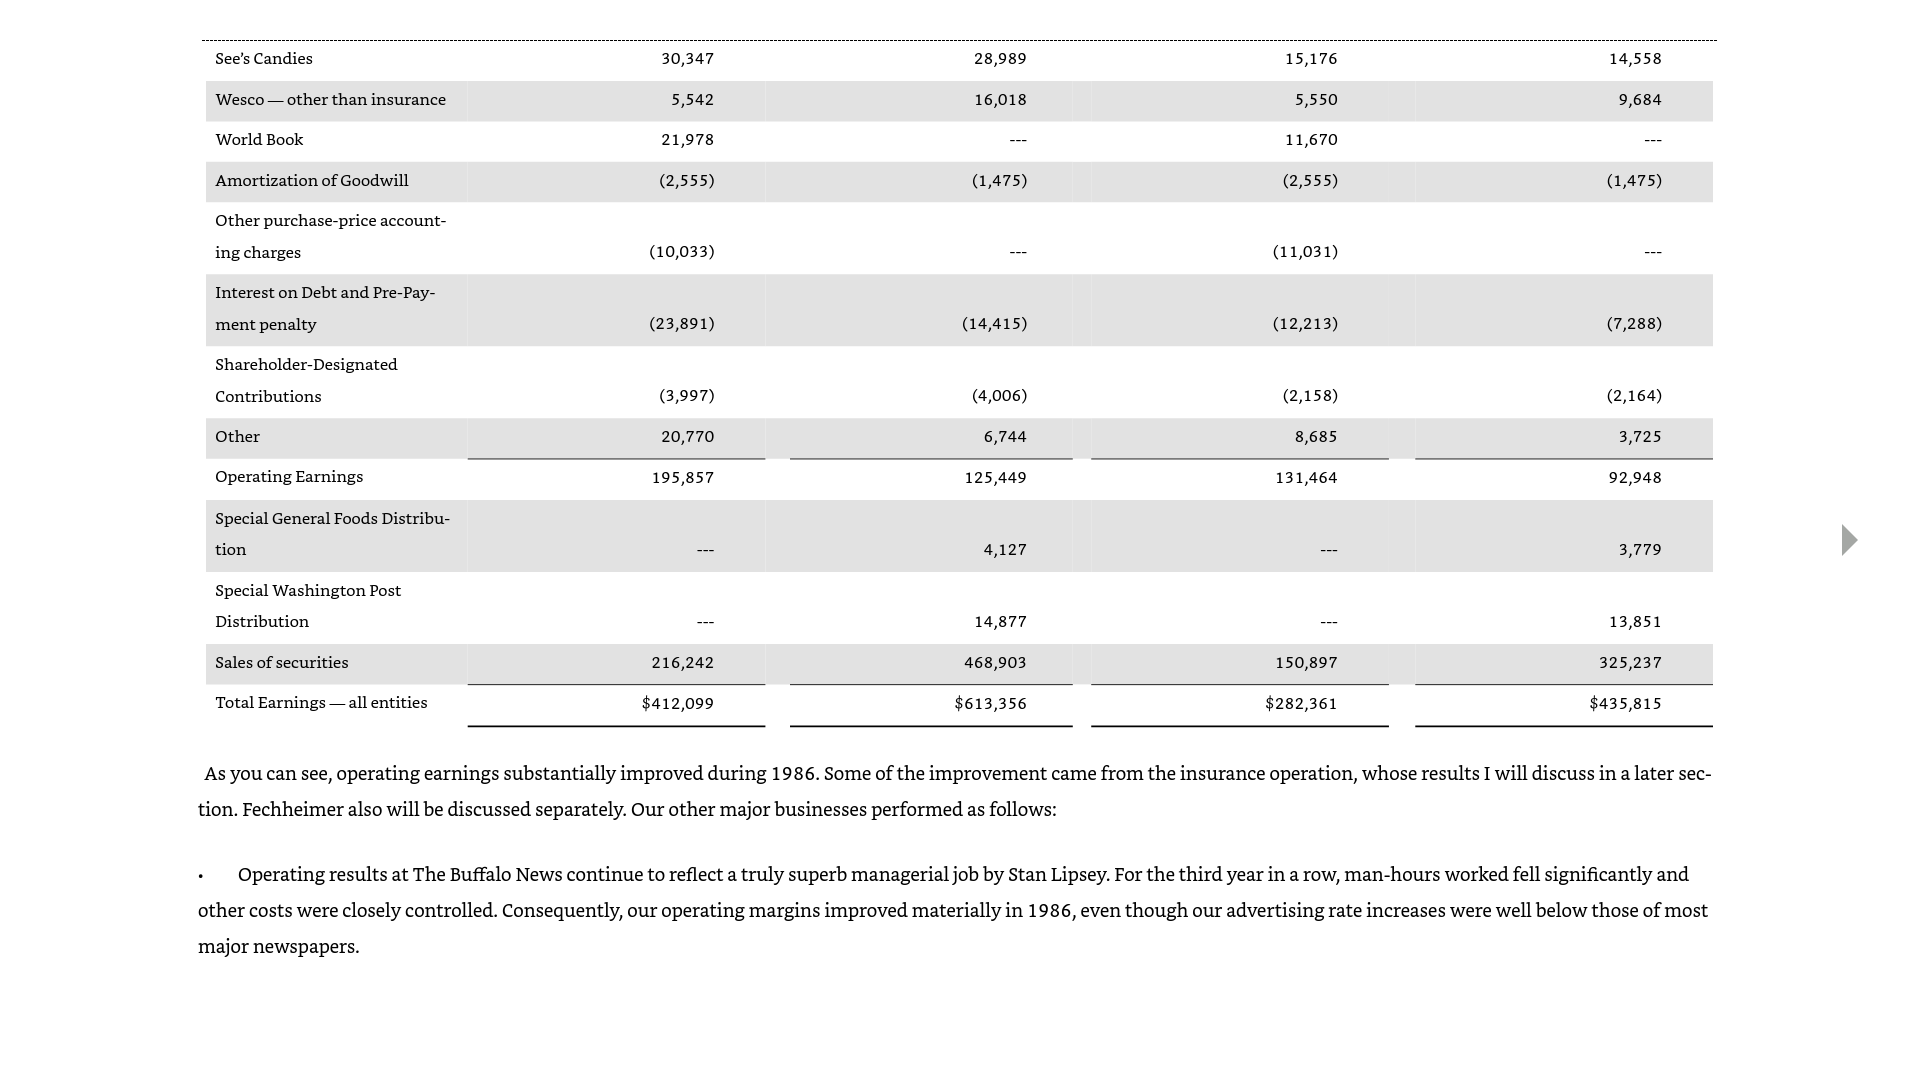 See’s Candies 30,347 28,989 15,176 14,558
Wesco — other than insurance 5,542 16,018 5,550 9,684
World Book 21,978 --- 11,670 ---
Amortization of Goodwill (2,555) (1,475) (2,555) (1,475)
Other purchase-price account-
ing charges (10,033) --- (11,031) ---
Interest on Debt and Pre-Pay-
ment penalty (23,891) (14,415) (12,213) (7,288)
Shareholder-Designated
Contributions (3,997) (4,006) (2,158) (2,164)
Other 20,770 6,744 8,685 3,725
Operating Earnings 195,857 125,449 131,464 92,948
Special General Foods Distribu-
tion --- 4,127 --- 3,779
Special Washington Post
Distribution --- 14,877 --- 13,851
Sales of securities 216,242 468,903 150,897 325,237
Total Earnings — all entities $412,099 $613,356 $282,361 $435,815
As you can see, operating earnings substantially improved during 1986. Some of the improvement came from the insurance operation, whose results I will discuss in a later sec-
tion. Fechheimer also will be discussed separately. Our other major businesses performed as follows:
• Operating results at The Buffalo News continue to reflect a truly superb managerial job by Stan Lipsey. For the third year in a row, man-hours worked fell significantly and
other costs were closely controlled. Consequently, our operating margins improved materially in 1986, even though our advertising rate increases were well below those of most
major newspapers.